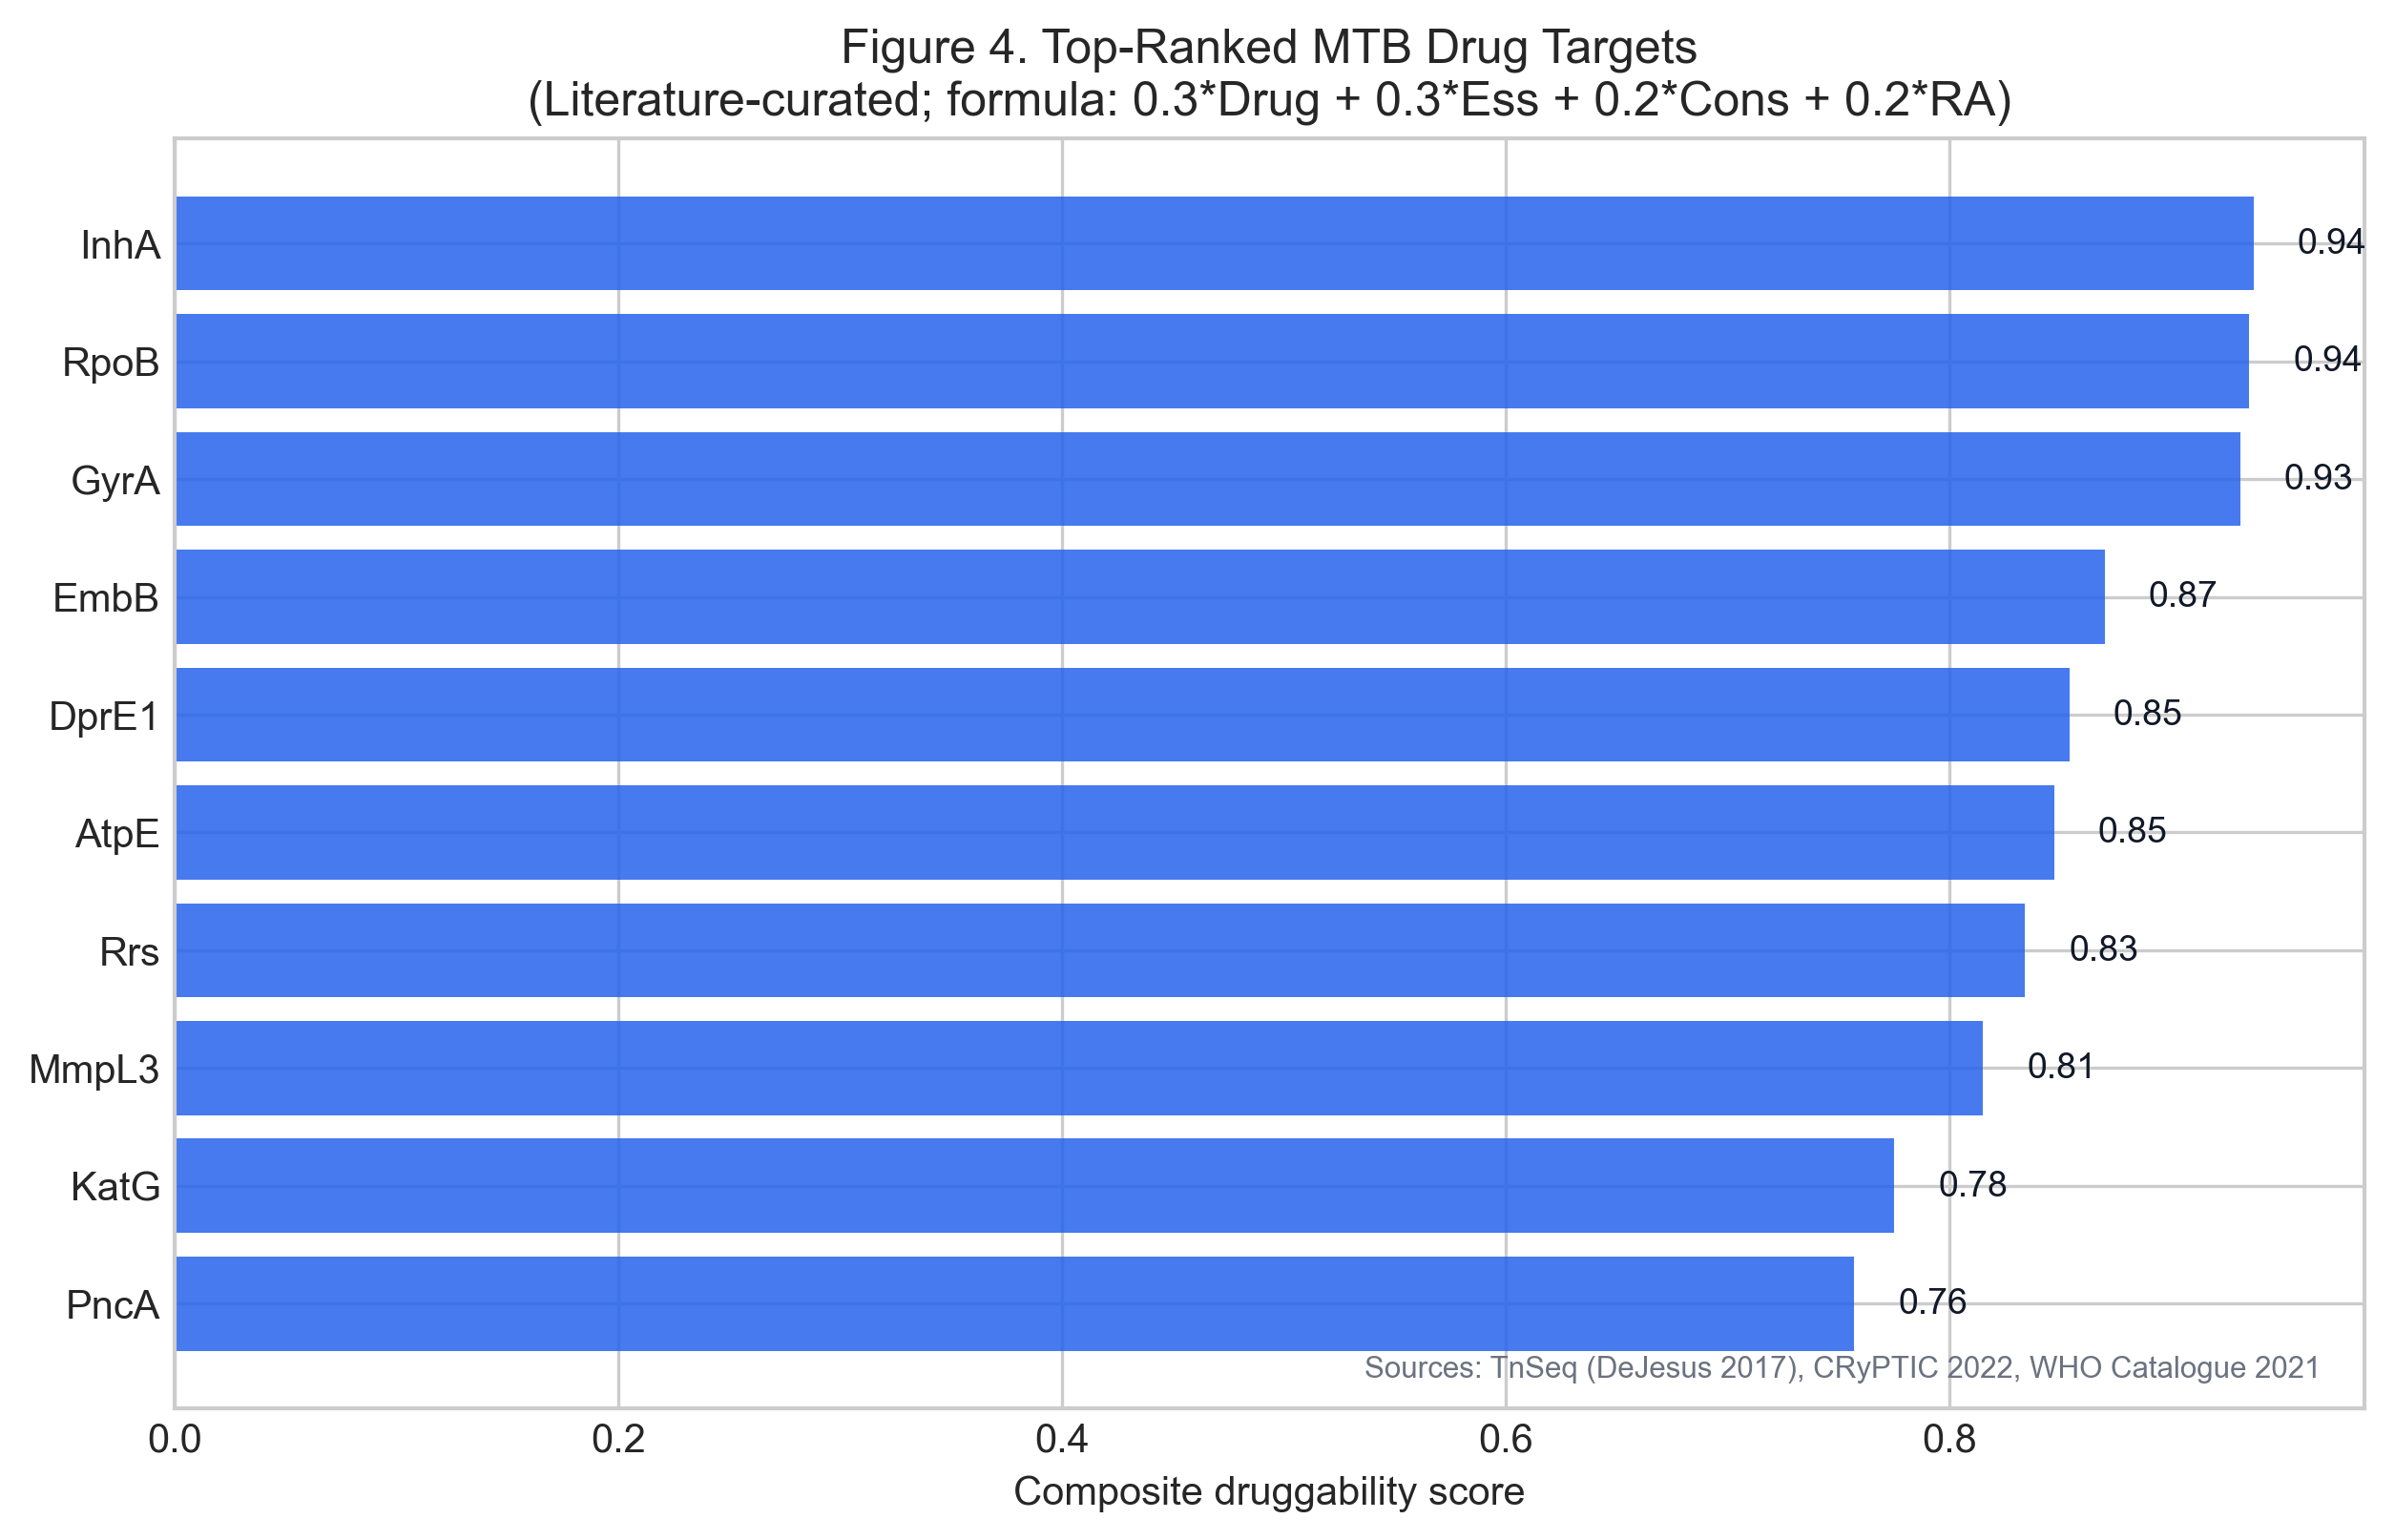 Figure 4. Top-Ranked MTB Drug Targets
(Literature-curated; formula: 0.3*Drug + 0.3*Ess + 0.2*Cons + 0.2*RA)
InhA 0.94
RpoB 0.94
GyrA 0.93
EmbB 0.87
DprE1 0.85
AtpE 0.85
Rrs 0.83
MmpL3 0.81
KatG 0.78
PncA 0.76
Sources: TnSeq (DeJesus 2017), CRyPTIC 2022, WHO Catalogue 2021
0.0 0.2 0.4 0.6 0.8
Composite druggability score